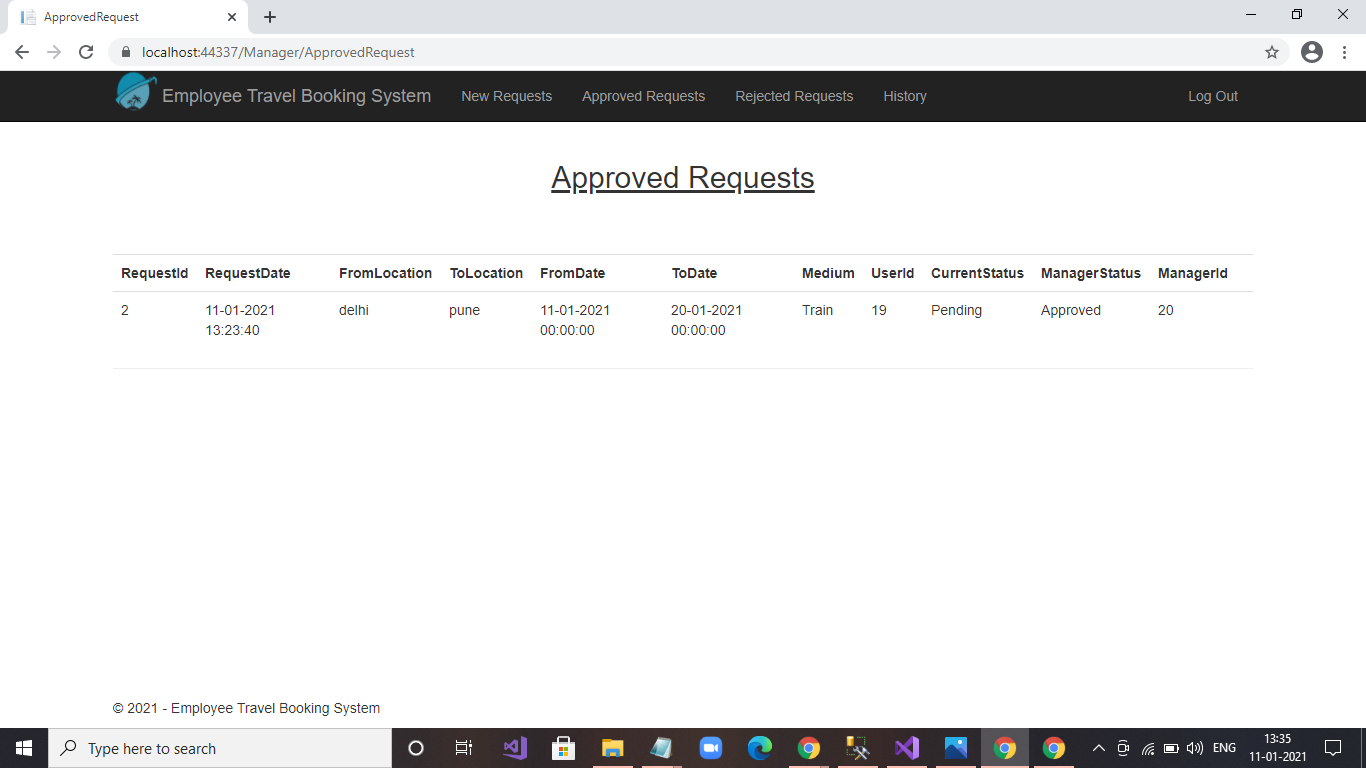 ApprovedRequest
localhost:44337/Manager/ApprovedRequest
Employee Travel Booking System New Requests Approved Requests Rejected Requests History Log Out
Approved Requests
RequestId RequestDate FromLocation ToLocation FromDate ToDate Medium UserId CurrentStatus ManagerStatus ManagerId
2 11-01-2021 delhi pune 11-01-2021 20-01-2021 Train 19 Pending Approved 20
13:23:40 00:00:00 00:00:00
© 2021 - Employee Travel Booking System
Type here to search ENG 13:35
11-01-2021